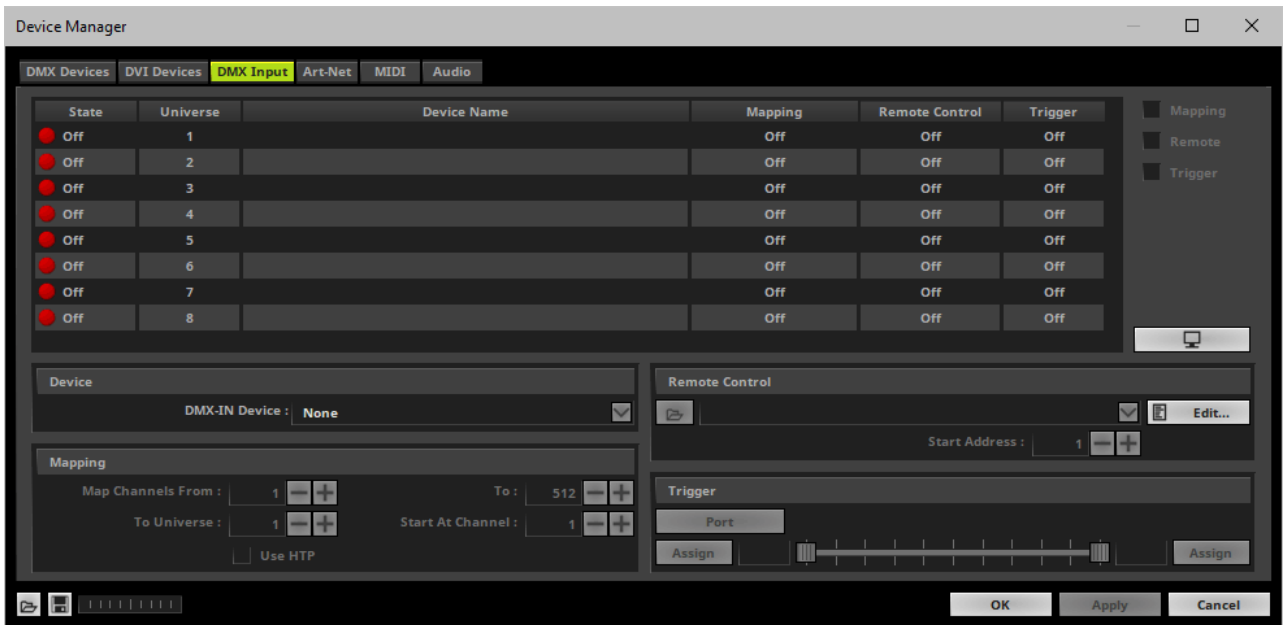 Device Manager
DMX Devices DVI Devices DMX Input Art-Net MIDI Audio
State Universe Device Name Mapping Remote Control Trigger
Off 1 Off Off Off
Off 2 Off Off Off
Off 3 Off Off Off
Off 4 Off Off Off
Off 5 Off Off Off
Off 6 Off Off Off
Off 7 Off Off Off
Off 8 Off Off Off
Mapping
Remote
Trigger
Device
DMX-IN Device : None
Mapping
Map Channels From : 1 To : 512
To Universe : 1 Start At Channel : 1
Use HTP
Remote Control
Edit...
Start Address : 1
Trigger
Port
Assign Assign
OK Apply Cancel